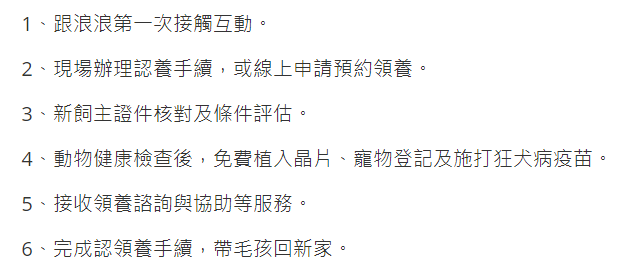 1、跟浪浪第一次接觸互動。
2、現場辦理認養手續，或線上申請預約領養。
3、新飼主證件核對及條件評估。
4、動物健康檢查後，免費植入晶片、寵物登記及施打狂犬病疫苗。
5、接收領養諮詢與協助等服務。
6、完成認領養手續，帶毛孩回新家。